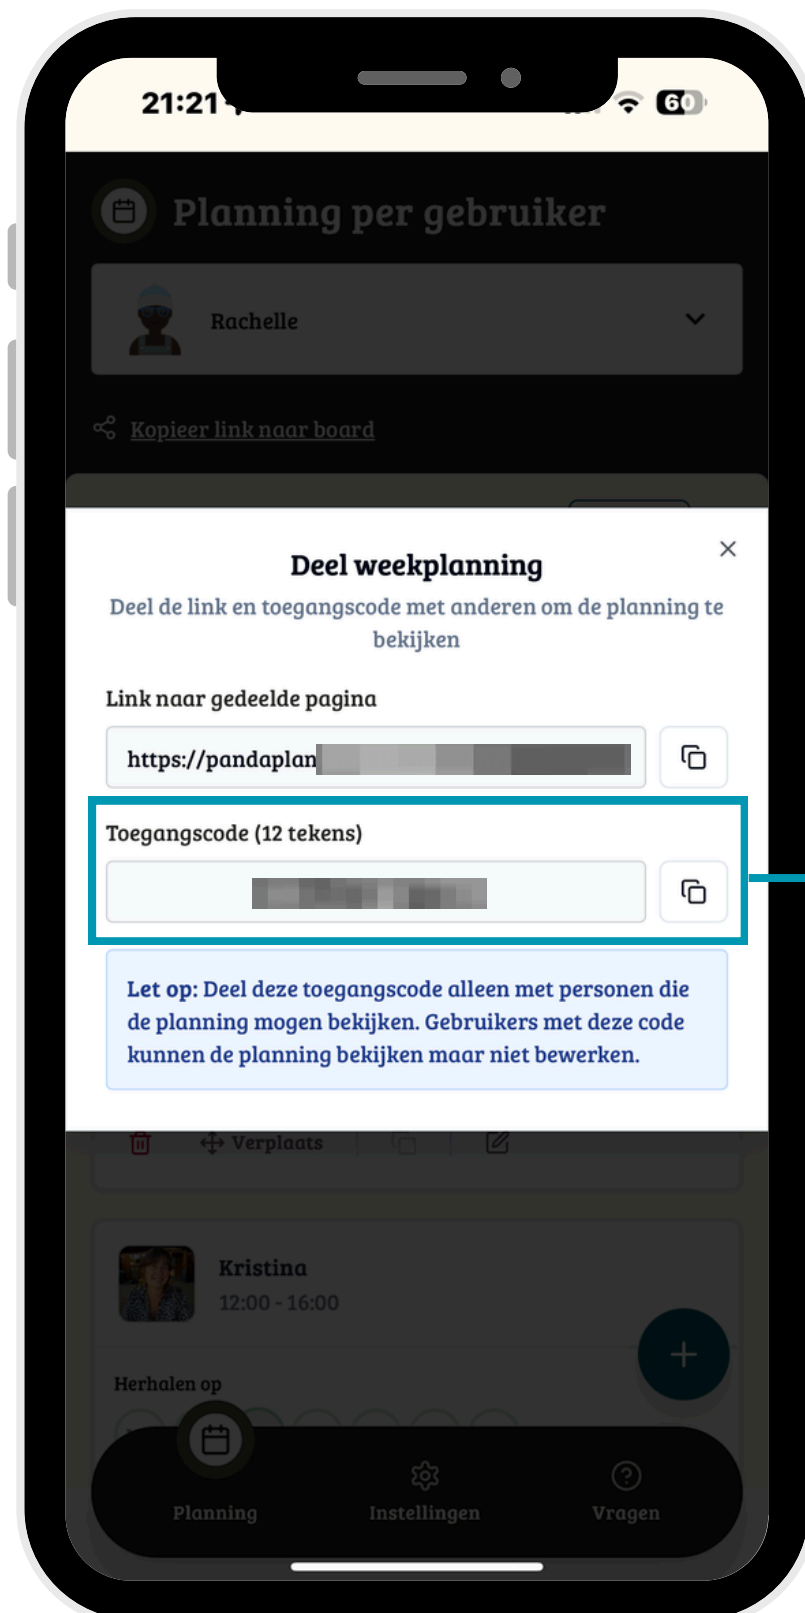 21:21
60
Planning per gebruiker
Rachelle
Kopieer link naar board
Deel weekplanning
Deel de link en toegangscode met anderen om de planning te
bekijken
Link naar gedeelde pagina
https://pandaplan
Toegangscode (12 tekens)
Let op: Deel deze toegangscode alleen met personen die
de planning mogen bekijken. Gebruikers met deze code
kunnen de planning bekijken maar niet bewerken.
Verplaats
Kristina
12:00 - 16:00
Herhalen op
Planning
Instellingen
Vragen